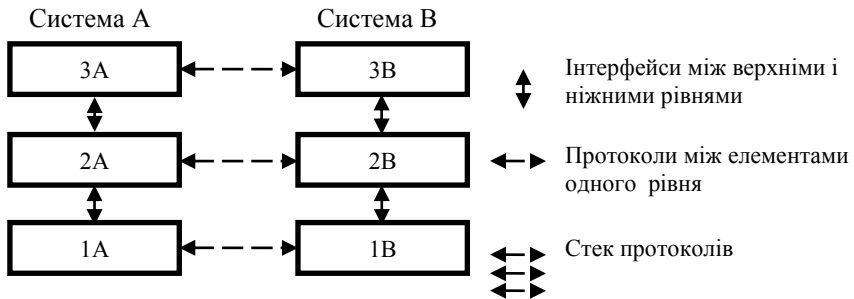 Система А Система В
3А 3В
Інтерфейси між верхніми і
ніжними рівнями
2А 2В
Протоколи між елементами
одного рівня
1А 1В
Стек протоколів